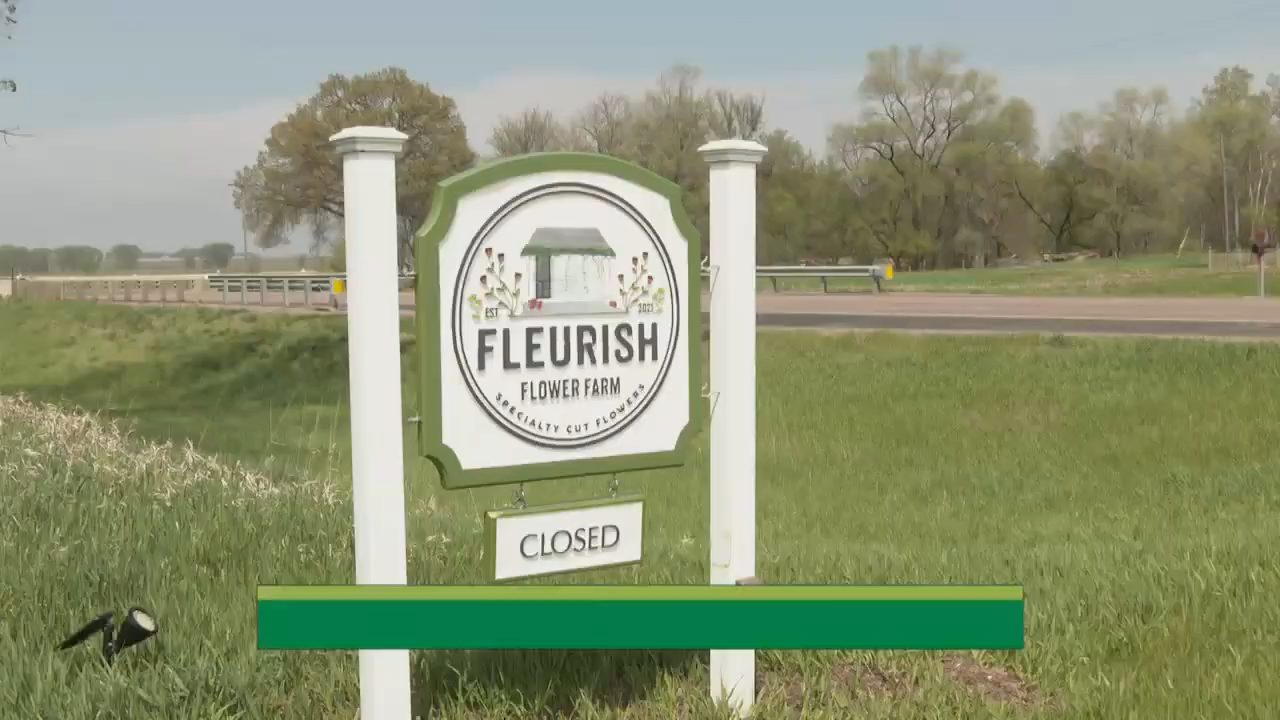 EST 2021
FLEURISH
FLOWER FARM
SPECIALTY CUT FLOWERS
CLOSED